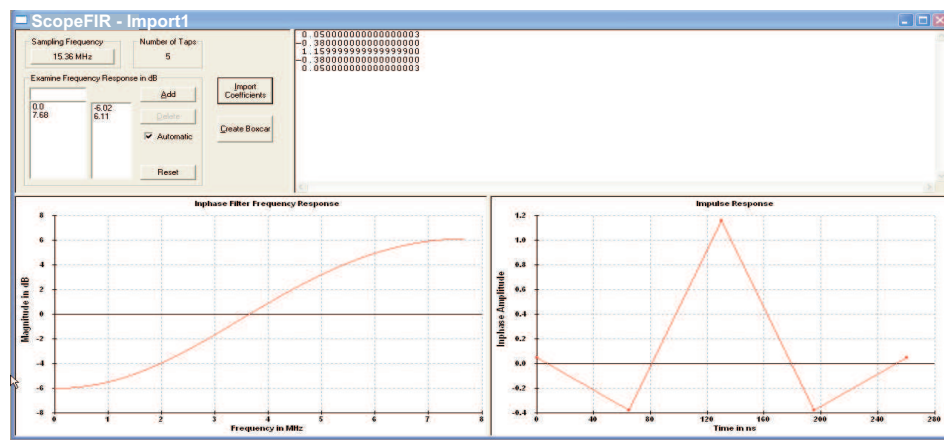 ScopeFIR - Import1
Sampling Frequency
Number of Taps
15.36 MHz
5
Examine Frequency Response in dB
0.0
7.68
-6.02
6.11
Add
Delete
Automatic
Reset
Import
Coefficients
Create Boxcar
0.050000000000000003
-0.380000000000000000
1.159999999999999900
-0.380000000000000000
0.050000000000000003
Inphase Filter Frequency Response
Magnitude in dB
8
6
4
2
0
-2
-4
-6
-8
0 1 2 3 4 5 6 7 8
Frequency in MHz
Impulse Response
Inphase Amplitude
1.2
1.0
0.8
0.6
0.4
0.2
0.0
-0.2
-0.4
0 40 80 120 160 200 240 280
Time in ns